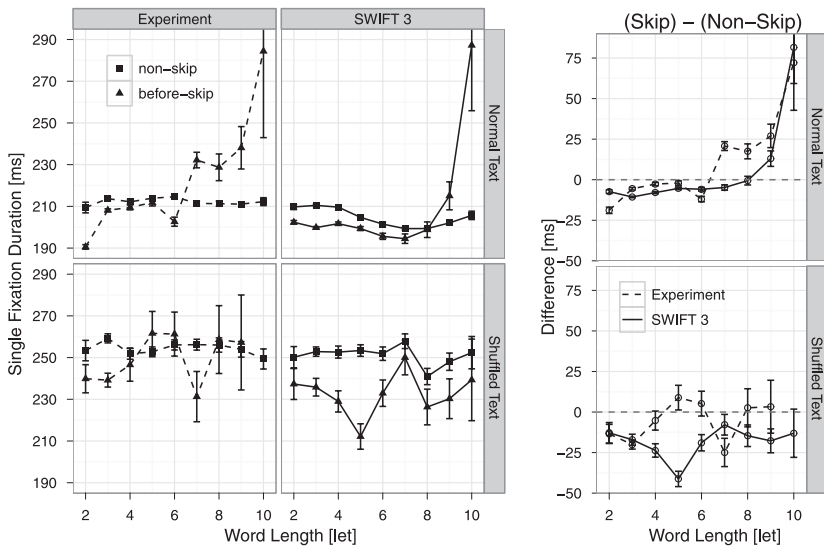 Experiment
SWIFT 3
(Skip) − (Non−Skip)
290
270
250
230
210
190
non-skip
before-skip
Normal Text
290
270
250
230
210
190
Shuffled Text
Single Fixation Duration [ms]
2 4 6 8 10
2 4 6 8 10
Word Length [let]
75
50
25
0
−25
−50
Normal Text
75
50
25
0
−25
−50
Experiment
SWIFT 3
Shuffled Text
Difference [ms]
2 4 6 8 10
Word Length [let]